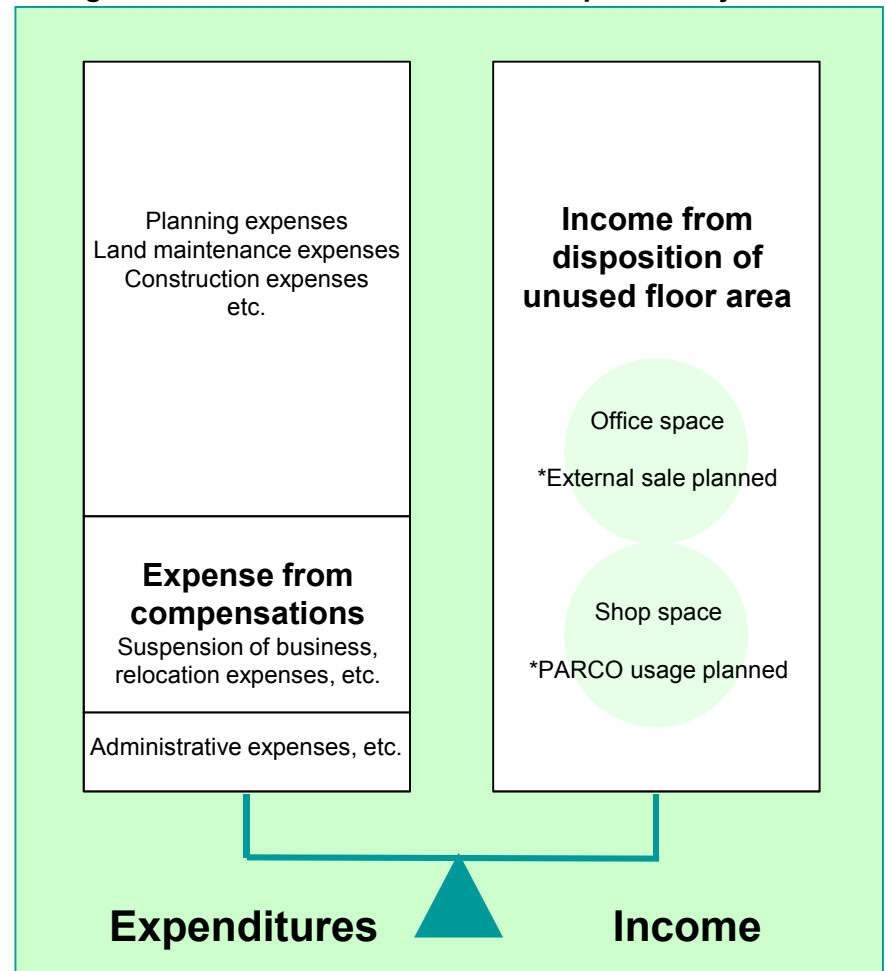 Planning expenses
Land maintenance expenses
Construction expenses
etc.
Expense from
compensations
Suspension of business,
relocation expenses, etc.
Administrative expenses, etc.
Income from
disposition of
unused floor area
Office space
*External sale planned
Shop space
*PARCO usage planned
Expenditures
Income